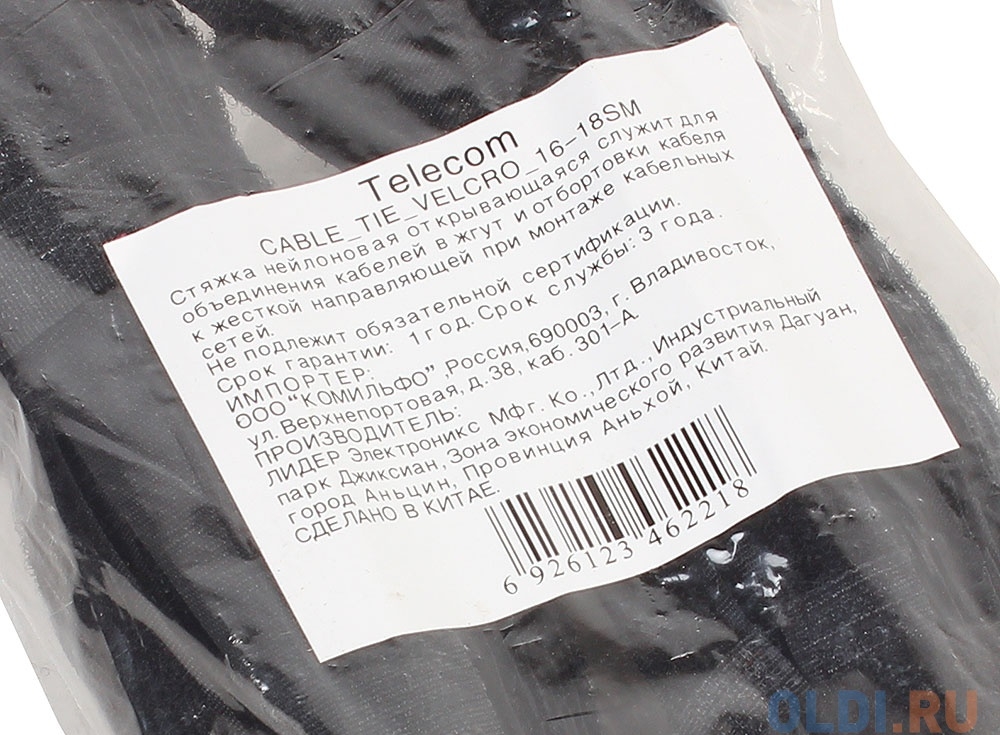 Telecom
CABLE_TIE_VELCRO_16-18SM
Стяжка нейлоновая открывающаяся служит для
объединения кабелей в жгут и отбортовки кабеля
к жесткой направляющей при монтаже кабельных
сетей.
Не подлежит обязательной сертификации.
Срок гарантии: 1 год. Срок службы: 3 года.
ИМПОРТЕР:
ООО "КОМИЛЬФО", Россия, 690003, г. Владивосток,
ул. Верхнепортовая, д. 38, каб. 301-А.
ПРОИЗВОДИТЕЛЬ:
ЛИДЕР Электроникс Мфг. Ко., Лтд., Индустриальный
парк Джиксиан, Зона экономического развития Дагуан,
город Аньцин, Провинция Аньхой, Китай.
СДЕЛАНО В КИТАЕ.
6 926123 462218
OLDI.RU